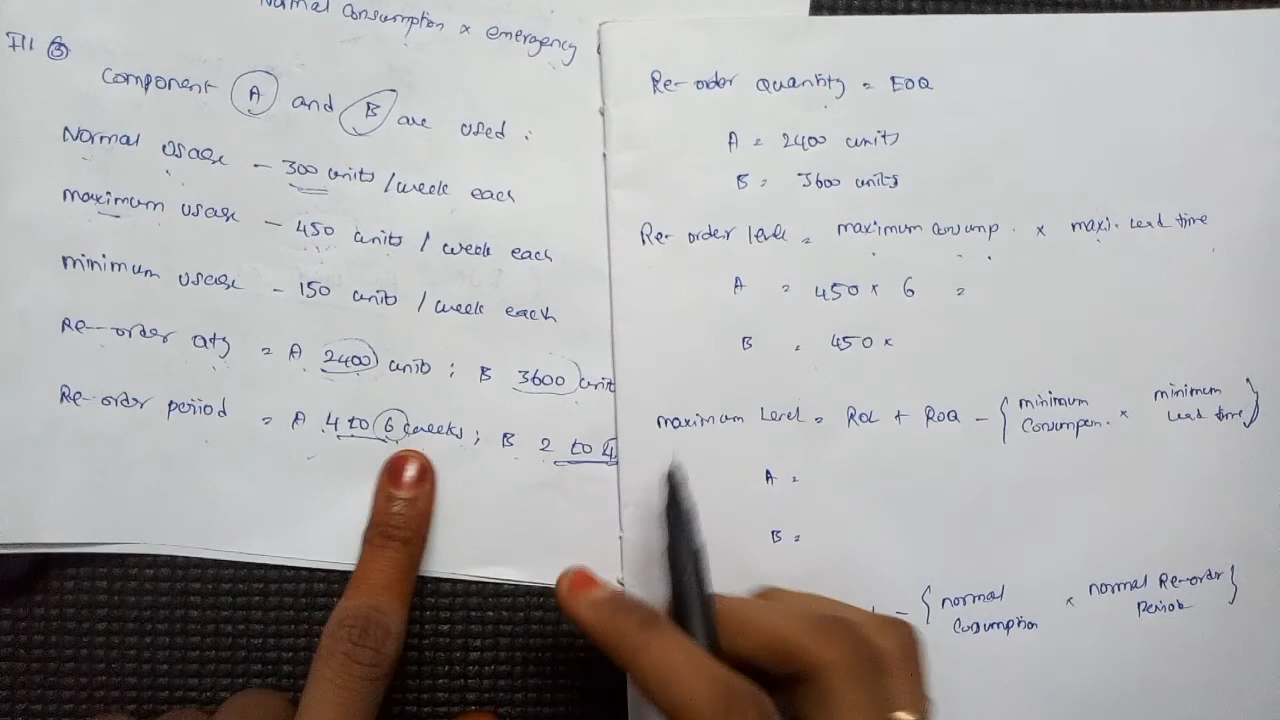 Normal Consumption x emergency
Ill 3
Component A and B are used :
Normal Usage - 300 units / week each
maximum usage - 450 units / week each
minimum usage - 150 units / week each
Re-order qty = A 2400 units ; B 3600 unit
Re-order period = A 4 to 6 weeks ; B 2 to 4
Re-order Quantity = EOQ
A = 2400 units
B = 3600 units
Re-order level = maximum consump. x maxi. Lead time
A = 450 x 6 =
B = 450 x
maximum Level = ROL + ROQ - { minimum Consumpn. x minimum Lead time }
A =
B =
- { normal Consumption x normal Re-order Period }